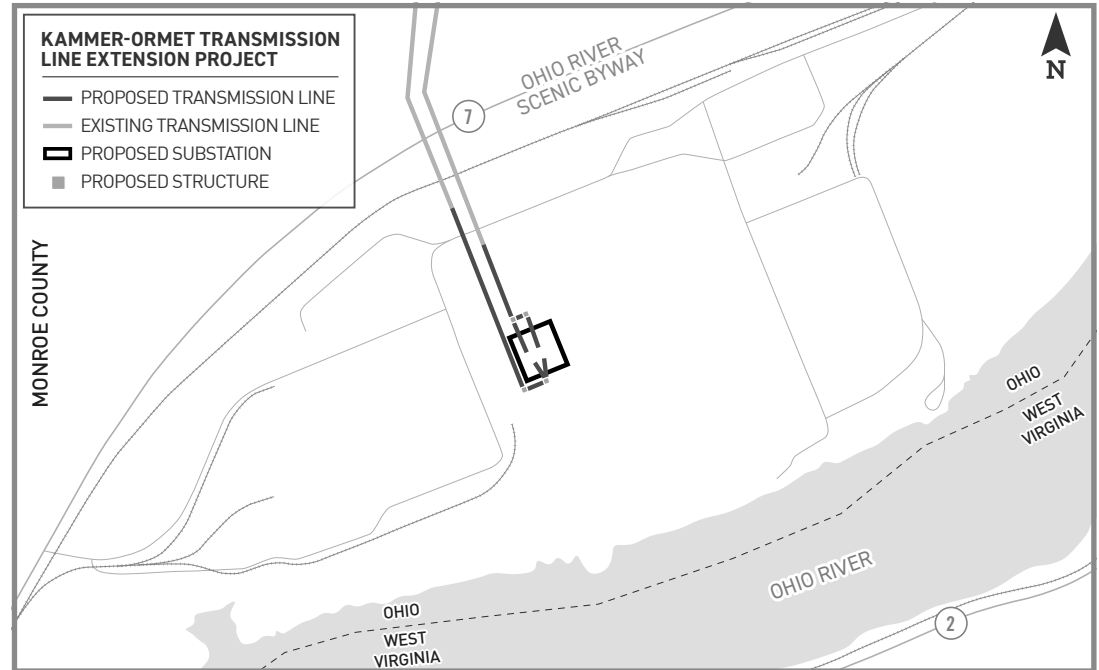 KAMMER-ORMET TRANSMISSION
LINE EXTENSION PROJECT
PROPOSED TRANSMISSION LINE
EXISTING TRANSMISSION LINE
PROPOSED SUBSTATION
PROPOSED STRUCTURE
OHIO RIVER
SCENIC BYWAY
7
N
MONROE COUNTY
OHIO
WEST
VIRGINIA
OHIO RIVER
OHIO
WEST
VIRGINIA
2